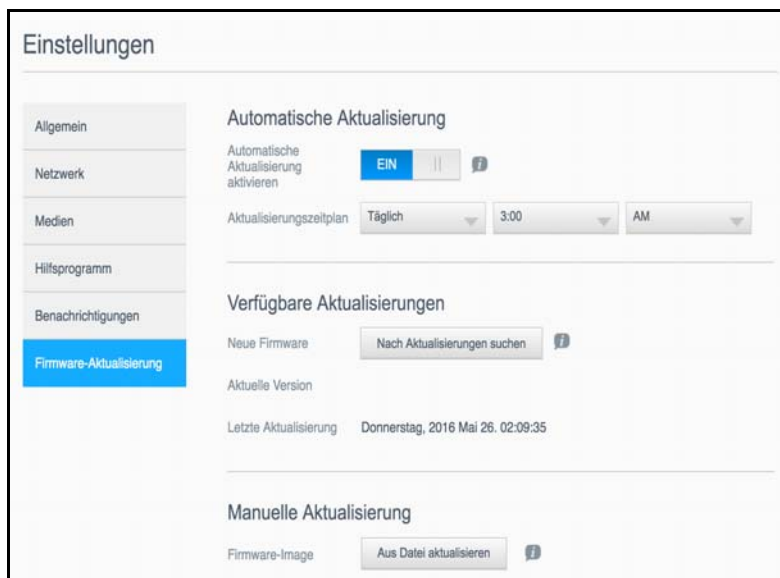 Einstellungen
Allgemein
Netzwerk
Medien
Hilfsprogramm
Benachrichtigungen
Firmware-Aktualisierung
Automatische Aktualisierung
Automatische
Aktualisierung
aktivieren
EIN
Aktualisierungszeitplan
Täglich
3:00
AM
Verfügbare Aktualisierungen
Neue Firmware
Nach Aktualisierungen suchen
Aktuelle Version
Letzte Aktualisierung
Donnerstag, 2016 Mai 26. 02:09:35
Manuelle Aktualisierung
Firmware-Image
Aus Datei aktualisieren